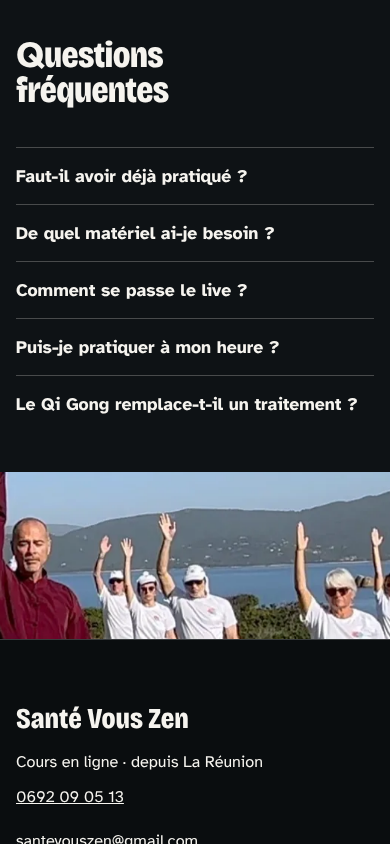 Questions
fréquentes
Faut-il avoir déjà pratiqué ?
De quel matériel ai-je besoin ?
Comment se passe le live ?
Puis-je pratiquer à mon heure ?
Le Qi Gong remplace-t-il un traitement ?
Santé Vous Zen
Cours en ligne · depuis La Réunion
0692 09 05 13
santevouszen@gmail.com